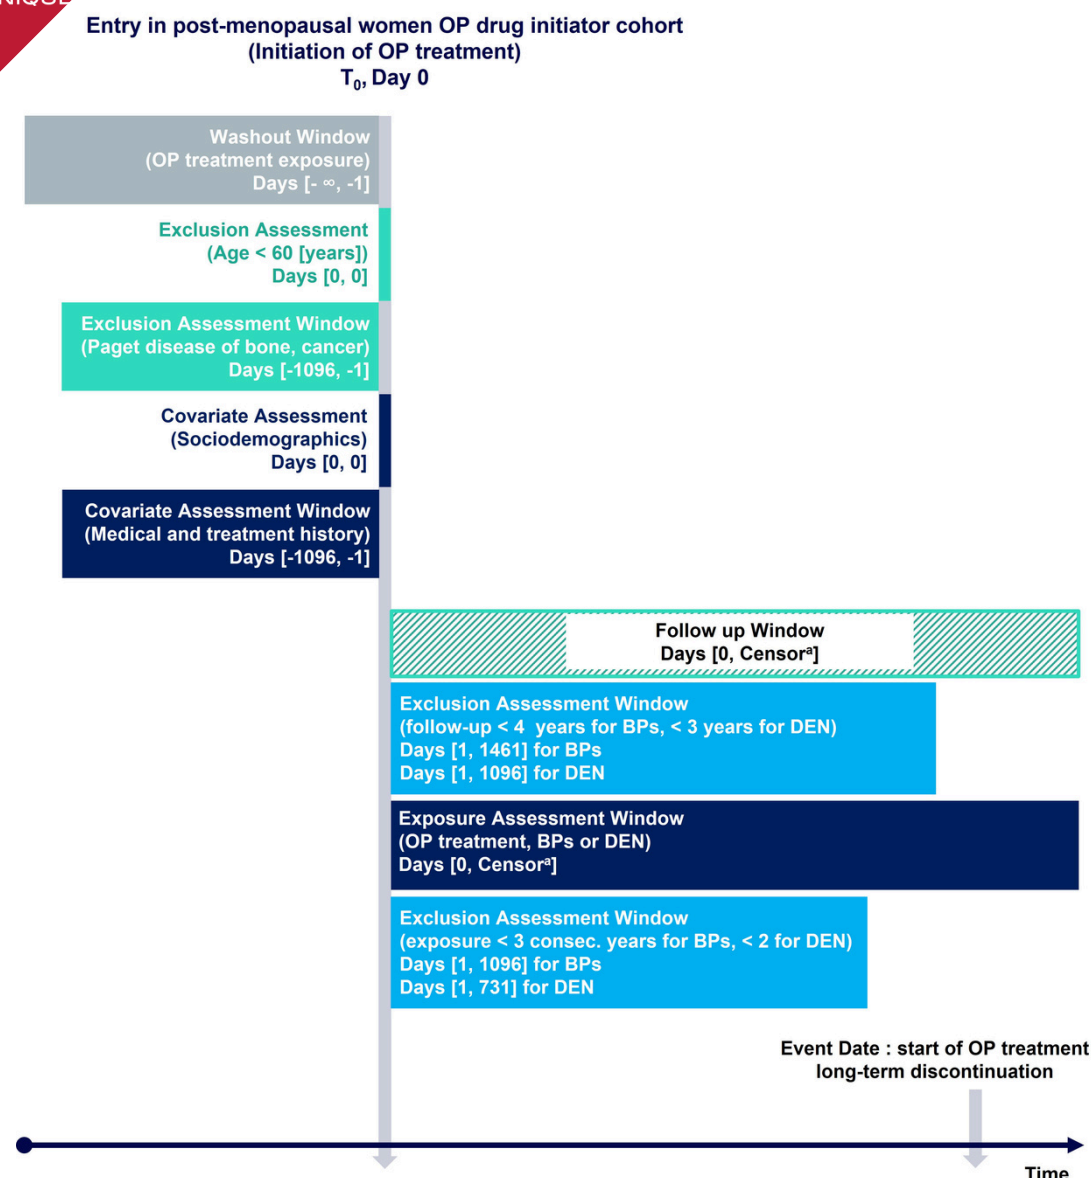 Entry in post-menopausal women OP drug initiator cohort
(Initiation of OP treatment)
T₀, Day 0
Washout Window
(OP treatment exposure)
Days [- ∞, -1]
Exclusion Assessment
(Age < 60 [years])
Days [0, 0]
Exclusion Assessment Window
(Paget disease of bone, cancer)
Days [-1096, -1]
Covariate Assessment
(Sociodemographics)
Days [0, 0]
Covariate Assessment Window
(Medical and treatment history)
Days [-1096, -1]
Follow up Window
Days [0, Censorᵃ]
Exclusion Assessment Window
(follow-up < 4 years for BPs, < 3 years for DEN)
Days [1, 1461] for BPs
Days [1, 1096] for DEN
Exposure Assessment Window
(OP treatment, BPs or DEN)
Days [0, Censorᵃ]
Exclusion Assessment Window
(exposure < 3 consec. years for BPs, < 2 for DEN)
Days [1, 1096] for BPs
Days [1, 731] for DEN
Event Date : start of OP treatment
long-term discontinuation
Time